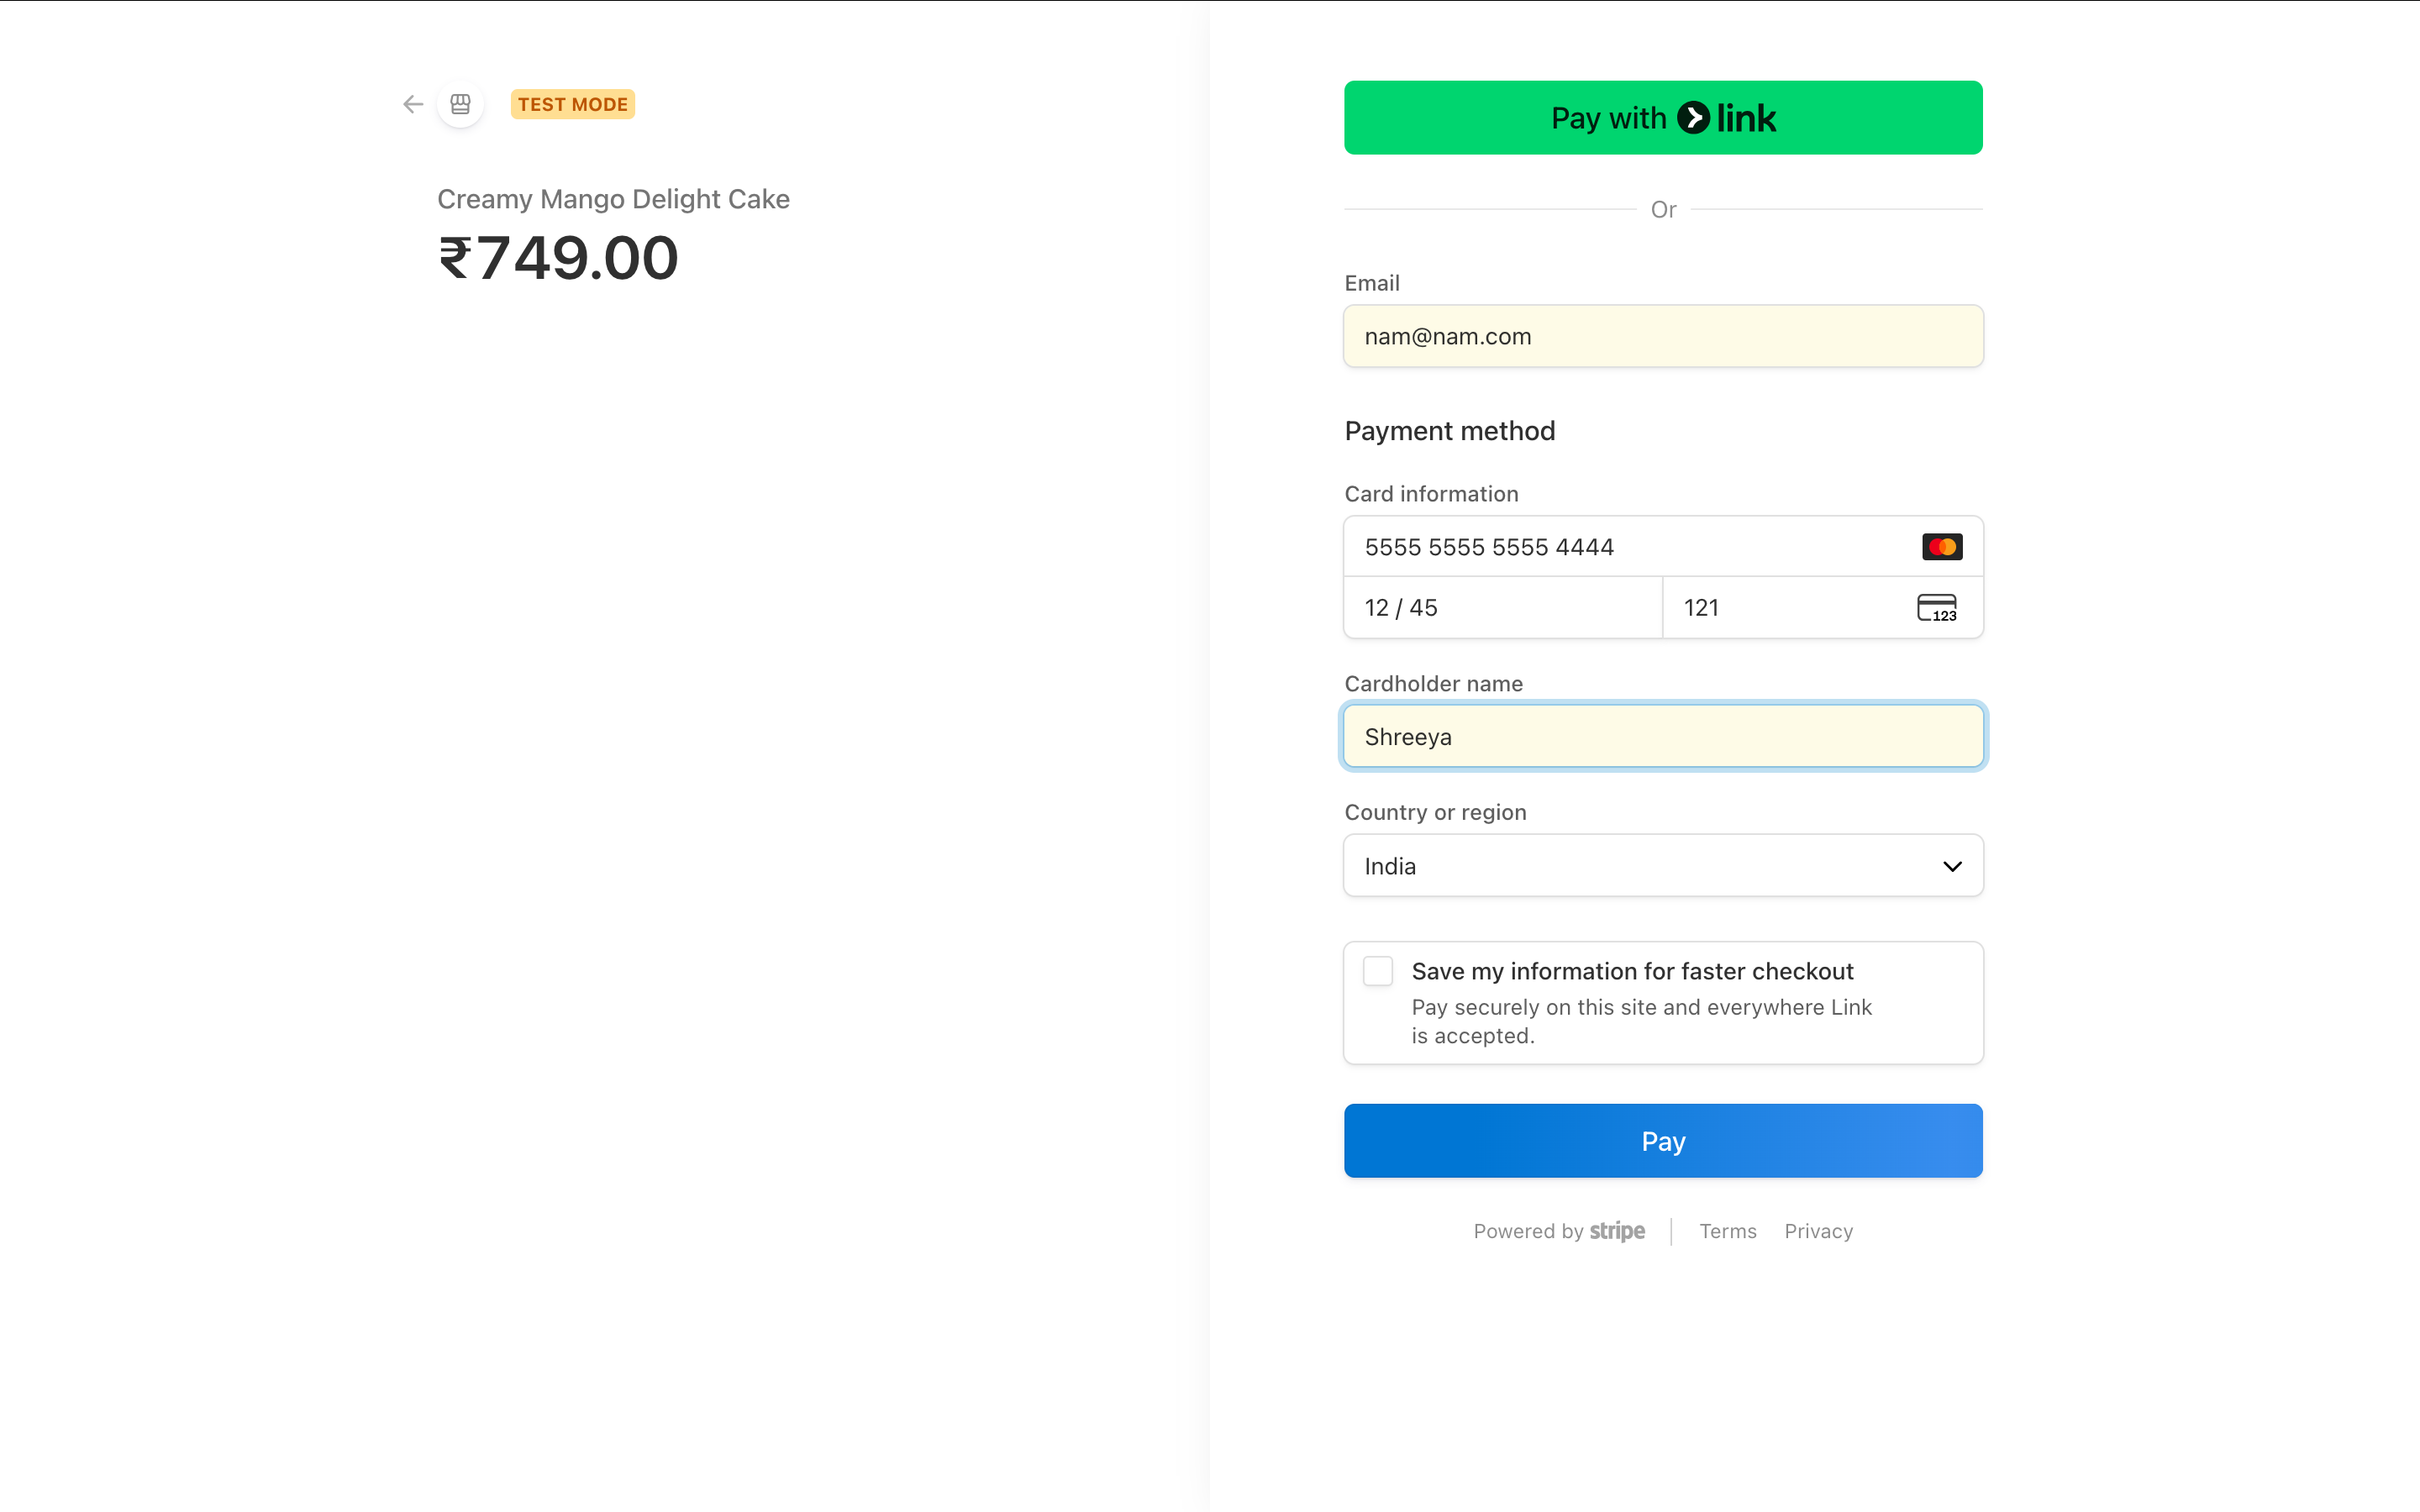 TEST MODE
Creamy Mango Delight Cake
₹749.00
Pay with link
Or
Email
nam@nam.com
Payment method
Card information
5555 5555 5555 4444
12 / 45
121
123
Cardholder name
Shreeya
Country or region
India
Save my information for faster checkout
Pay securely on this site and everywhere Link
is accepted.
Pay
Powered by stripe
Terms
Privacy